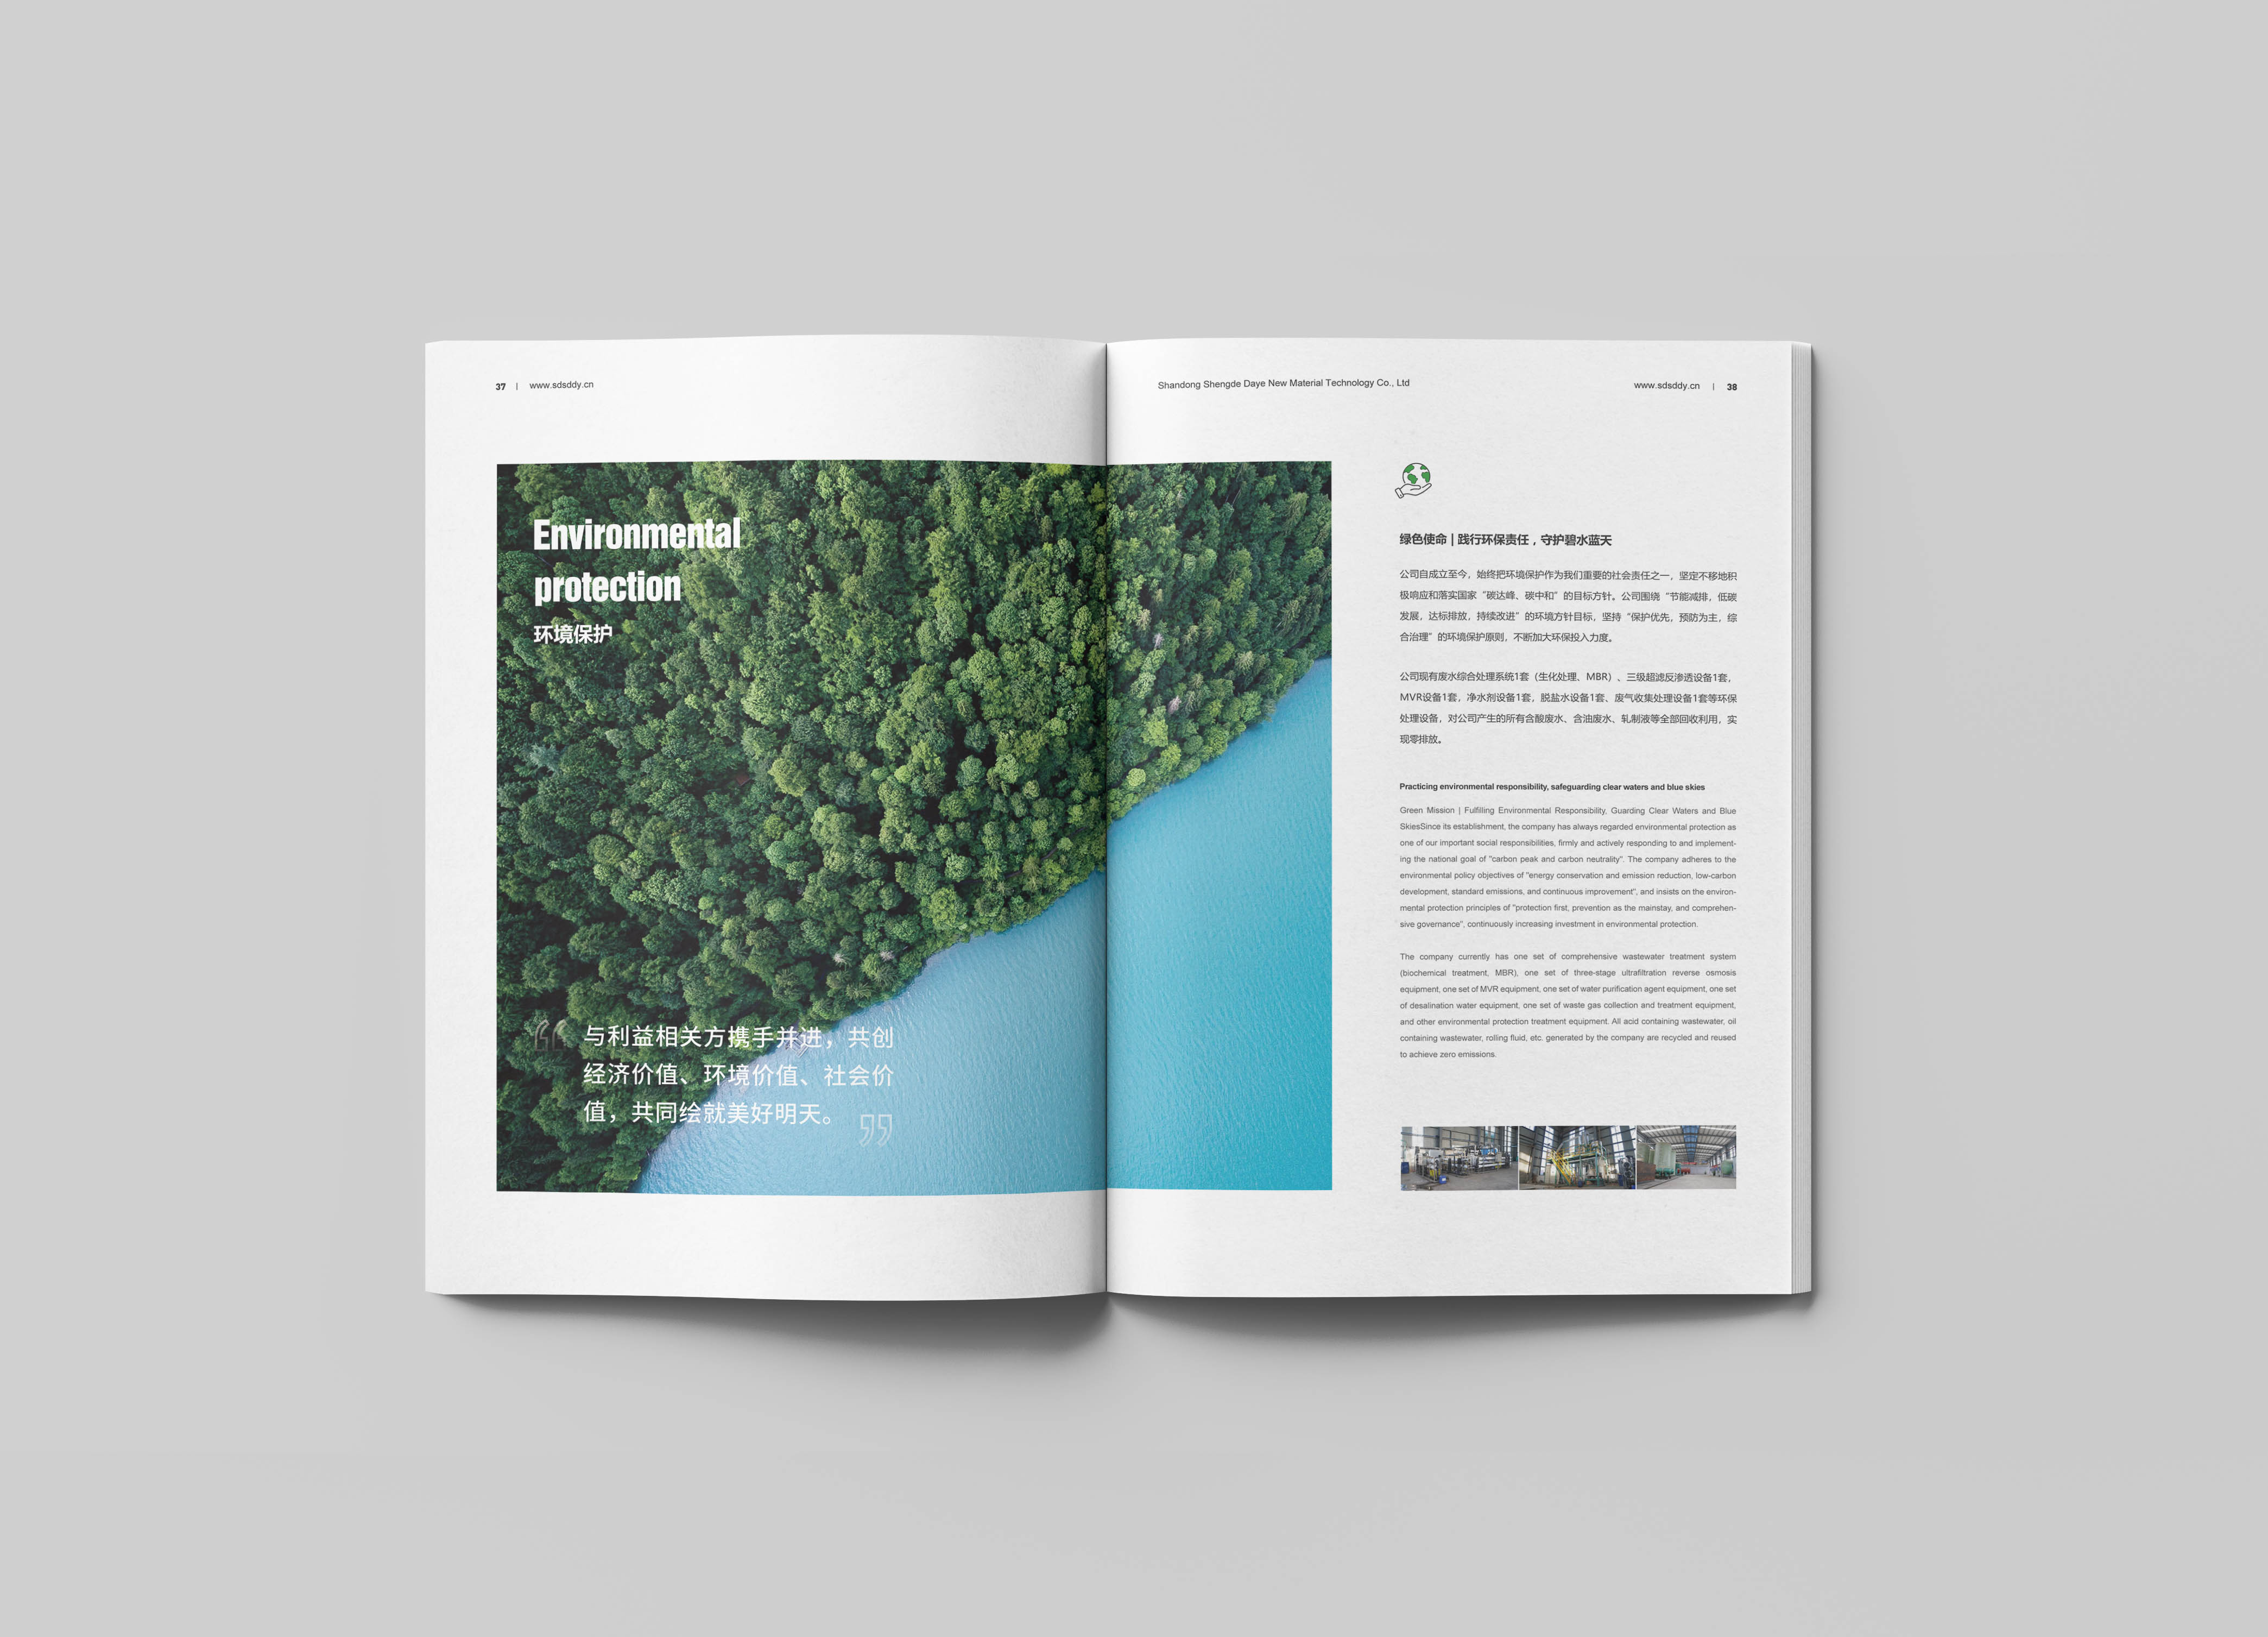 37 | www.sdsddy.cn
Environmental
protection
环境保护
“ 与利益相关方携手并进，共创
经济价值、环境价值、社会价
值，共同绘就美好明天。 ”
Shandong Shengde Daye New Material Technology Co., Ltd
www.sdsddy.cn | 38
绿色使命 | 践行环保责任，守护碧水蓝天
公司自成立至今，始终把环境保护作为我们重要的社会责任之一，坚定不移地积
极响应和落实国家“碳达峰、碳中和”的目标方针。公司围绕“节能减排，低碳
发展，达标排放，持续改进”的环境方针目标，坚持“保护优先，预防为主，综
合治理”的环境保护原则，不断加大环保投入力度。
公司现有废水综合处理系统1套（生化处理、MBR）、三级超滤反渗透设备1套，
MVR设备1套，净水剂设备1套，脱盐水设备1套、废气收集处理设备1套等环保
处理设备，对公司产生的所有含酸废水、含油废水、轧制液等全部回收利用，实
现零排放。
Practicing environmental responsibility, safeguarding clear waters and blue skies
Green Mission | Fulfilling Environmental Responsibility, Guarding Clear Waters and Blue
SkiesSince its establishment, the company has always regarded environmental protection as
one of our important social responsibilities, firmly and actively responding to and implement-
ing the national goal of "carbon peak and carbon neutrality". The company adheres to the
environmental policy objectives of "energy conservation and emission reduction, low-carbon
development, standard emissions, and continuous improvement", and insists on the environ-
mental protection principles of "protection first, prevention as the mainstay, and comprehen-
sive governance", continuously increasing investment in environmental protection.
The company currently has one set of comprehensive wastewater treatment system
(biochemical treatment, MBR), one set of three-stage ultrafiltration reverse osmosis
equipment, one set of MVR equipment, one set of water purification agent equipment, one set
of desalination water equipment, one set of waste gas collection and treatment equipment,
and other environmental protection treatment equipment. All acid containing wastewater, oil
containing wastewater, rolling fluid, etc. generated by the company are recycled and reused
to achieve zero emissions.